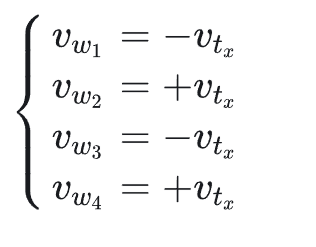 v_{w_1} = -v_{t_x}
v_{w_2} = +v_{t_x}
v_{w_3} = -v_{t_x}
v_{w_4} = +v_{t_x}